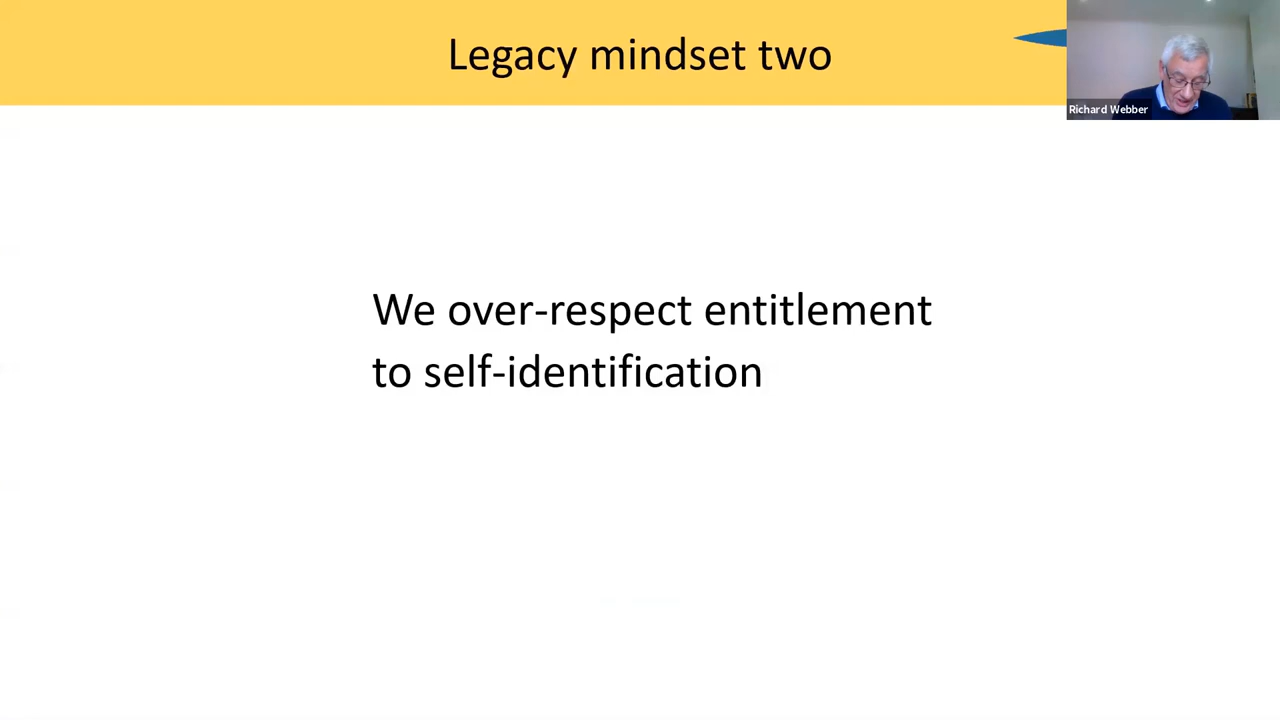 Legacy mindset two
Richard Webber
We over-respect entitlement
to self-identification